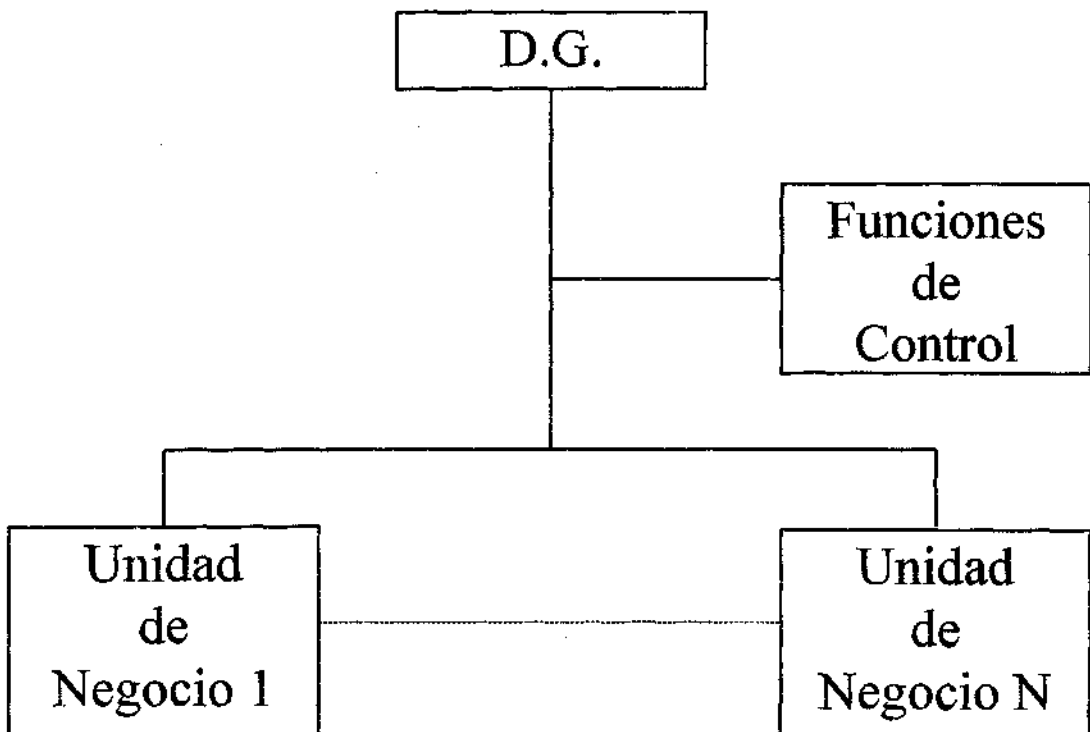 D.G.
Funciones
de
Control
Unidad
de
Negocio 1
Unidad
de
Negocio N